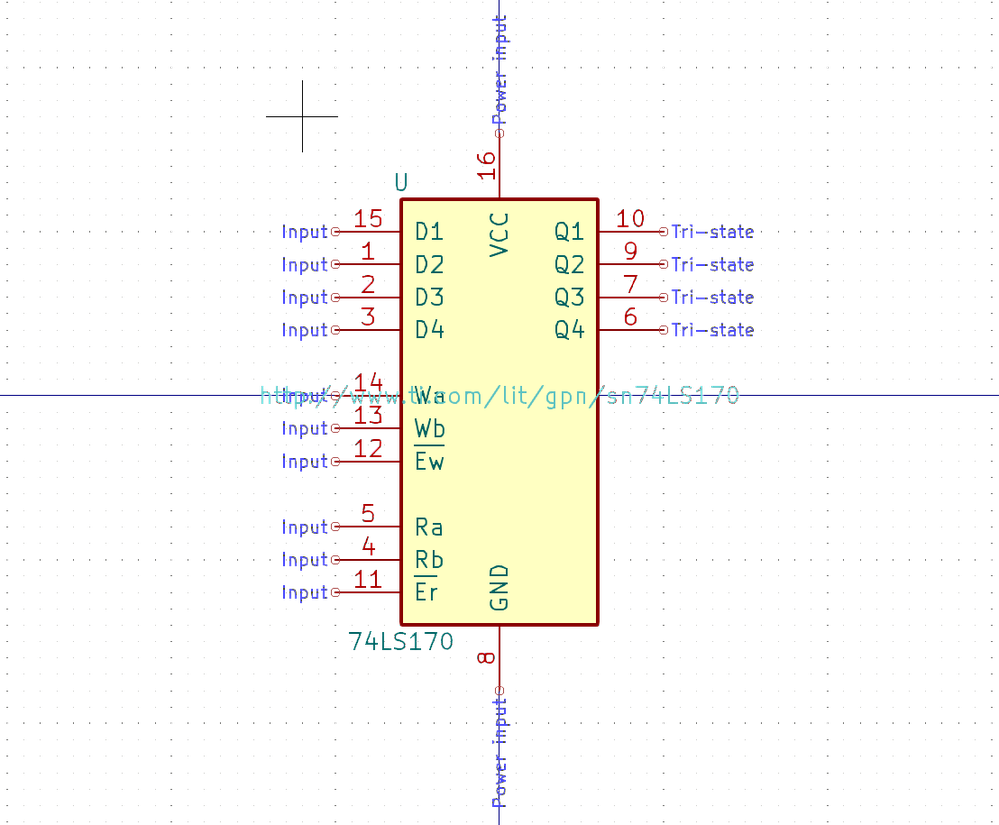 Power input
16
U
VCC
Input 15 D1 Q1 10 Tri-state
Input 1 D2 Q2 9 Tri-state
Input 2 D3 Q3 7 Tri-state
Input 3 D4 Q4 6 Tri-state
Input 14 Wa
http://www.ti.com/lit/gpn/sn74LS170
Input 13 Wb
Input 12 Ew
Input 5 Ra
Input 4 Rb
Input 11 Er
GND
74LS170
8
Power input